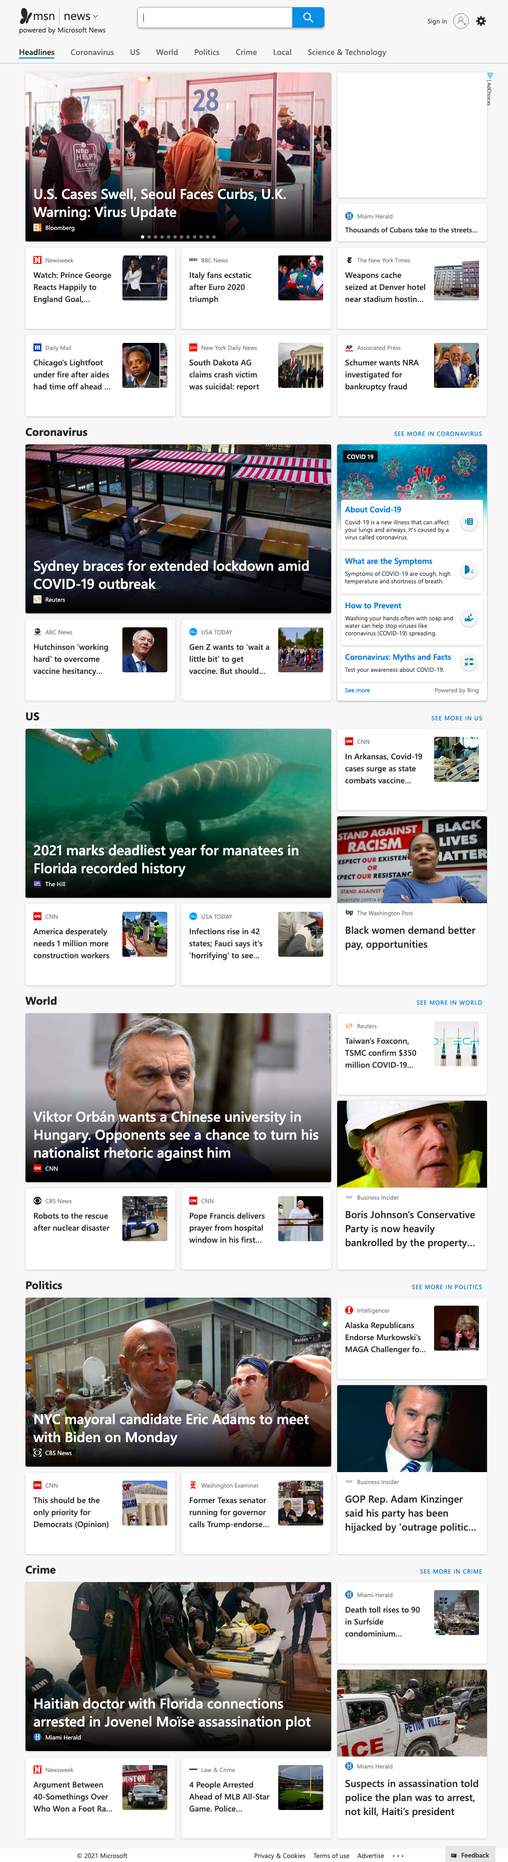 msn news
powered by Microsoft News
Sign in
Headlines Coronavirus US World Politics Crime Local Science & Technology
28
NEED HELP?
U.S. Cases Swell, Seoul Faces Curbs, U.K.
Warning: Virus Update
Bloomberg
AdChoices
Miami Herald
Thousands of Cubans take to the streets...
Newsweek
Watch: Prince George
Reacts Happily to
England Goal,...
BBC News
Italy fans ecstatic
after Euro 2020
triumph
The New York Times
Weapons cache
seized at Denver hotel
near stadium hostin...
Daily Mail
Chicago's Lightfoot
under fire after aides
had time off ahead ...
New York Daily News
South Dakota AG
claims crash victim
was suicidal: report
Associated Press
Schumer wants NRA
investigated for
bankruptcy fraud
Coronavirus
SEE MORE IN CORONAVIRUS
Sydney braces for extended lockdown amid
COVID-19 outbreak
Reuters
COVID 19
About Covid-19
Covid-19 is a new illness that can affect
your lungs and airways. It's caused by a
virus called coronavirus.
What are the Symptoms
Symptoms of COVID-19 are cough, high
temperature and shortness of breath.
How to Prevent
Washing your hands often with soap and
water can help stop viruses like
coronavirus (COVID-19) spreading.
Coronavirus: Myths and Facts
Test your awareness about COVID-19.
See more
Powered by Bing
ABC News
Hutchinson 'working
hard' to overcome
vaccine hesitancy...
USA TODAY
Gen Z wants to 'wait a
little bit' to get
vaccine. But should...
US
SEE MORE IN US
2021 marks deadliest year for manatees in
Florida recorded history
The Hill
CNN
In Arkansas, Covid-19
cases surge as state
combats vaccine...
STAND AGAINST
RACISM
BLACK
LIVES
MATTER
The Washington Post
Black women demand better
pay, opportunities
CNN
America desperately
needs 1 million more
construction workers
USA TODAY
Infections rise in 42
states; Fauci says it's
'horrifying' to see...
World
SEE MORE IN WORLD
Viktor Orbán wants a Chinese university in
Hungary. Opponents see a chance to turn his
nationalist rhetoric against him
CNN
Reuters
Taiwan's Foxconn,
TSMC confirm $350
million COVID-19...
Business Insider
Boris Johnson's Conservative
Party is now heavily
bankrolled by the property...
CBS News
Robots to the rescue
after nuclear disaster
CNN
Pope Francis delivers
prayer from hospital
window in his first...
Politics
SEE MORE IN POLITICS
NYC mayoral candidate Eric Adams to meet
with Biden on Monday
CBS News
Intelligencer
Alaska Republicans
Endorse Murkowski's
MAGA Challenger fo...
Business Insider
GOP Rep. Adam Kinzinger
said his party has been
hijacked by 'outrage politic...
CNN
This should be the
only priority for
Democrats (Opinion)
Washington Examiner
Former Texas senator
running for governor
calls Trump-endorse...
Crime
SEE MORE IN CRIME
Haitian doctor with Florida connections
arrested in Jovenel Moïse assassination plot
Miami Herald
Miami Herald
Death toll rises to 90
in Surfside
condominium...
PETION VILLE
ICE
Miami Herald
Suspects in assassination told
police the plan was to arrest,
not kill, Haiti's president
Newsweek
Argument Between
40-Somethings Over
Who Won a Foot Ra...
Law & Crime
4 People Arrested
Ahead of MLB All-Star
Game. Police...
© 2021 Microsoft
Privacy & Cookies Terms of use Advertise
Feedback